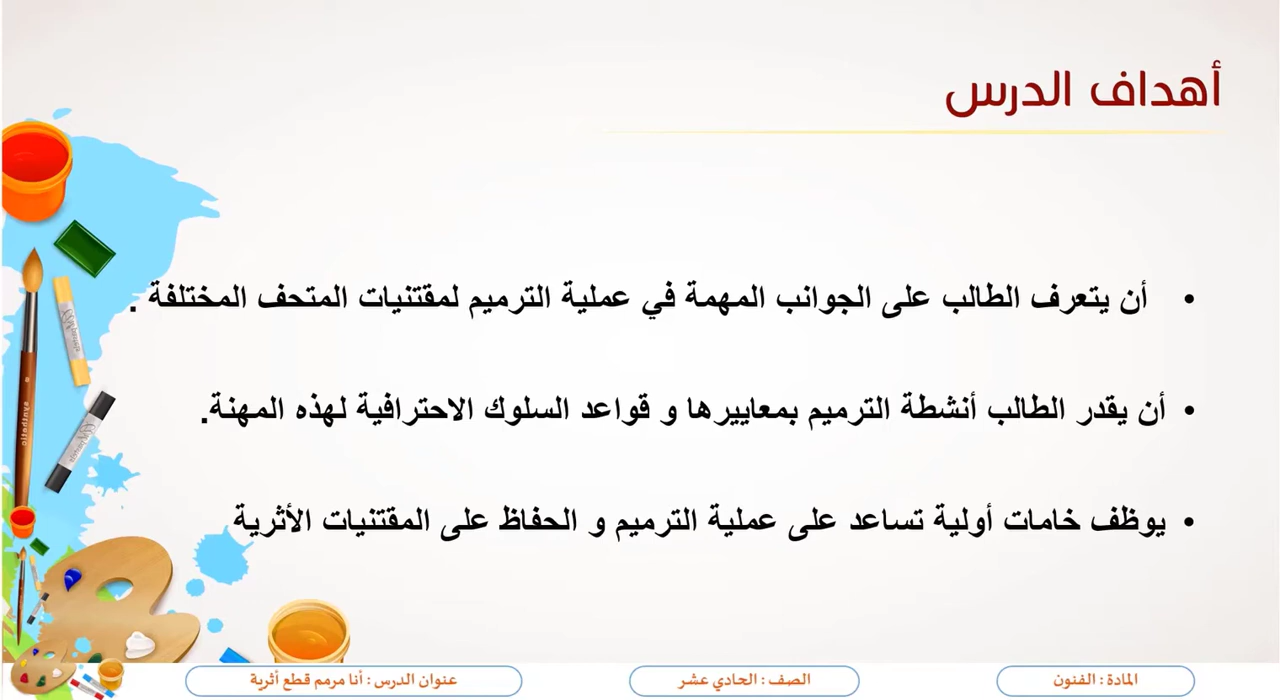 أهداف الدرس
• أن يتعرف الطالب على الجوانب المهمة في عملية الترميم لمقتنيات المتحف المختلفة .
• أن يقدر الطالب أنشطة الترميم بمعاييرها و قواعد السلوك الاحترافية لهذه المهنة.
• يوظف خامات أولية تساعد على عملية الترميم و الحفاظ على المقتنيات الأثرية
المادة : الفنون
الصف : الحادي عشر
عنوان الدرس : أنا مرمم قطع أثرية